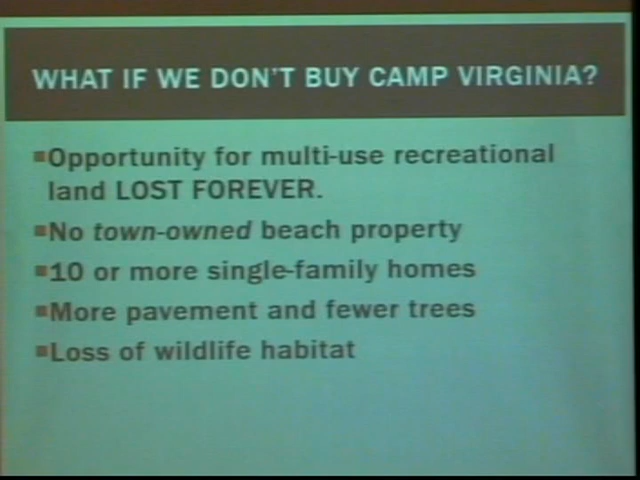 WHAT IF WE DON'T BUY CAMP VIRGINIA?
▪Opportunity for multi-use recreational
land LOST FOREVER.
▪No town-owned beach property
▪10 or more single-family homes
▪More pavement and fewer trees
▪Loss of wildlife habitat